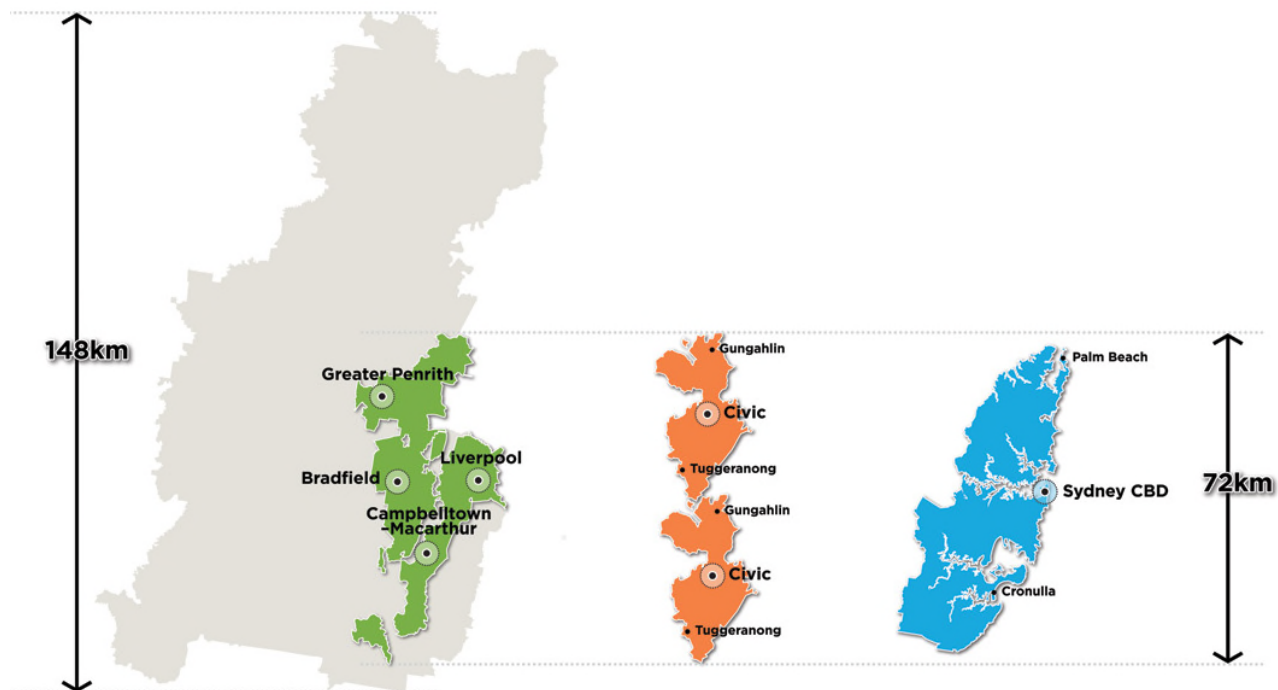 148km
Greater Penrith
Bradfield
Liverpool
Campbelltown
–Macarthur
Gungahlin
Civic
Tuggeranong
Gungahlin
Civic
Tuggeranong
Palm Beach
Sydney CBD
Cronulla
72km